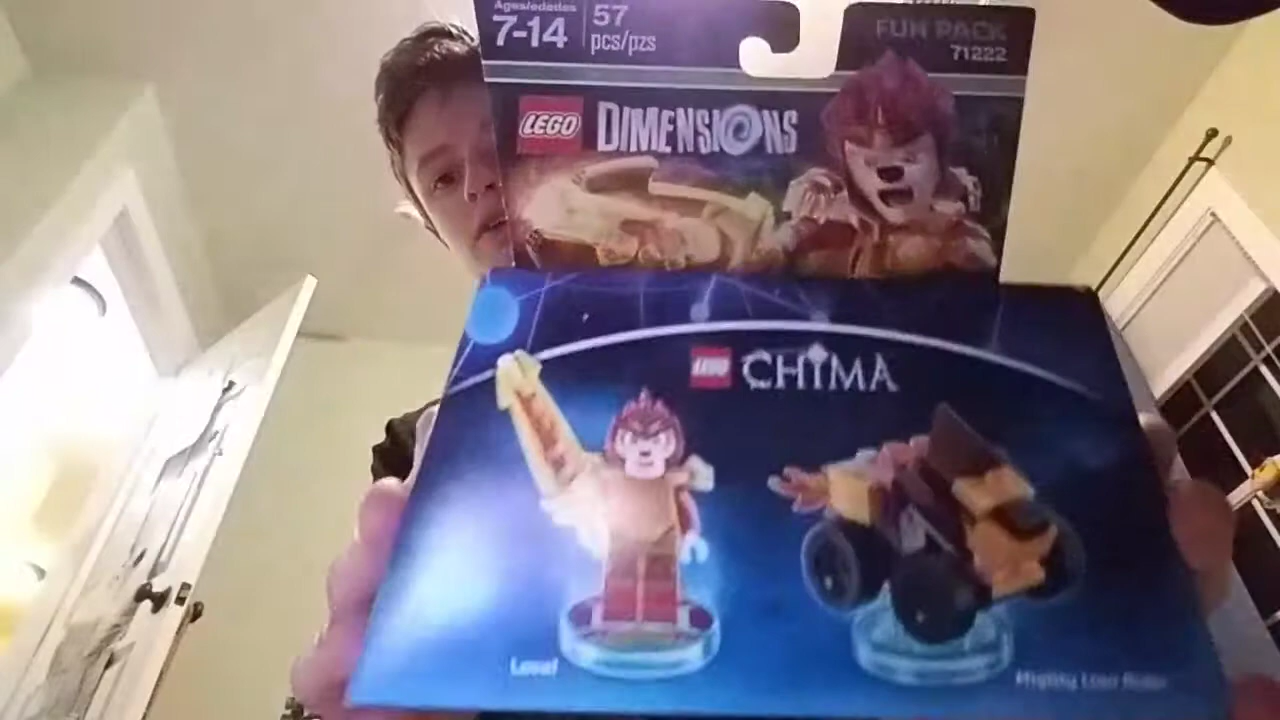 Ages/edades
7-14
57
pcs/pzs
FUN PACK
71222
LEGO DIMENSIONS
LEGO CHIMA
Laval
Mighty Lion Rider